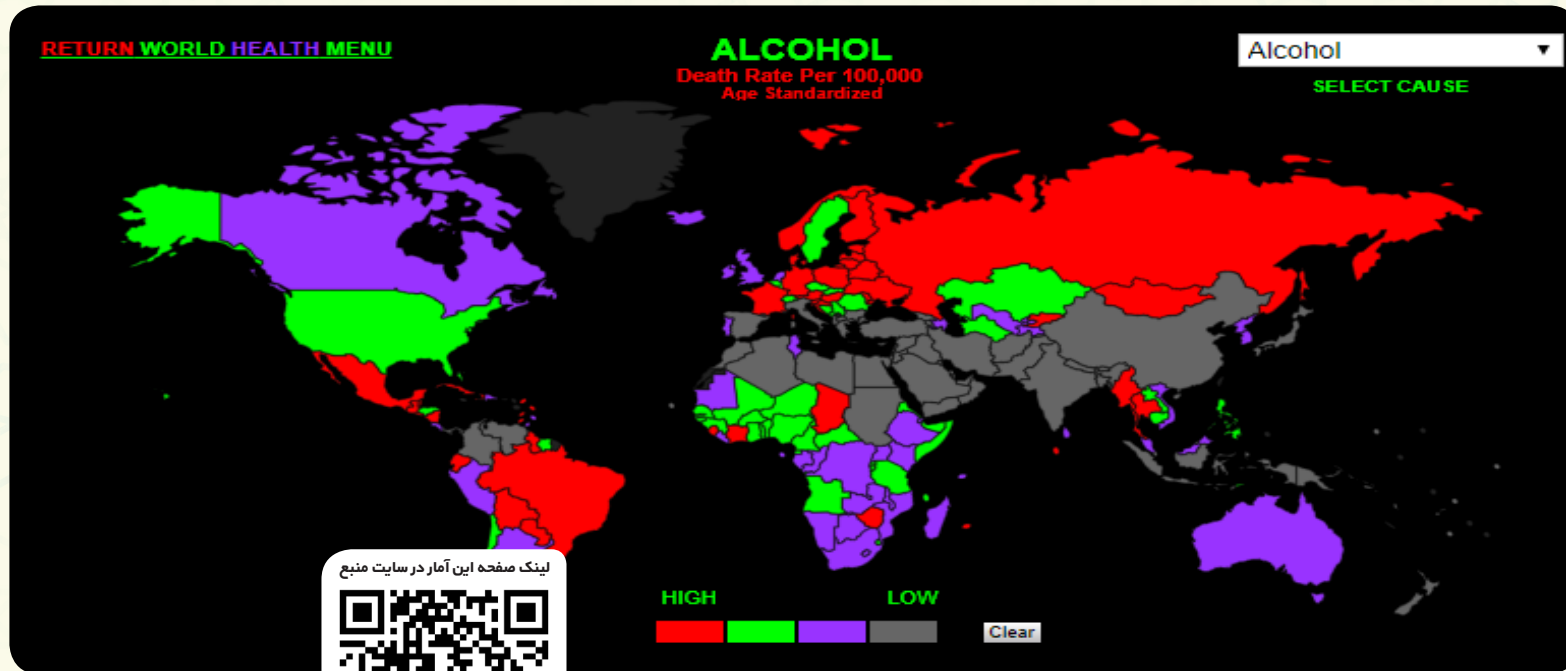 RETURN WORLD HEALTH MENU
ALCOHOL
Death Rate Per 100,000
Age Standardized
Alcohol
SELECT CAUSE
لینک صفحه این آمار در سایت منبع
HIGH LOW
Clear